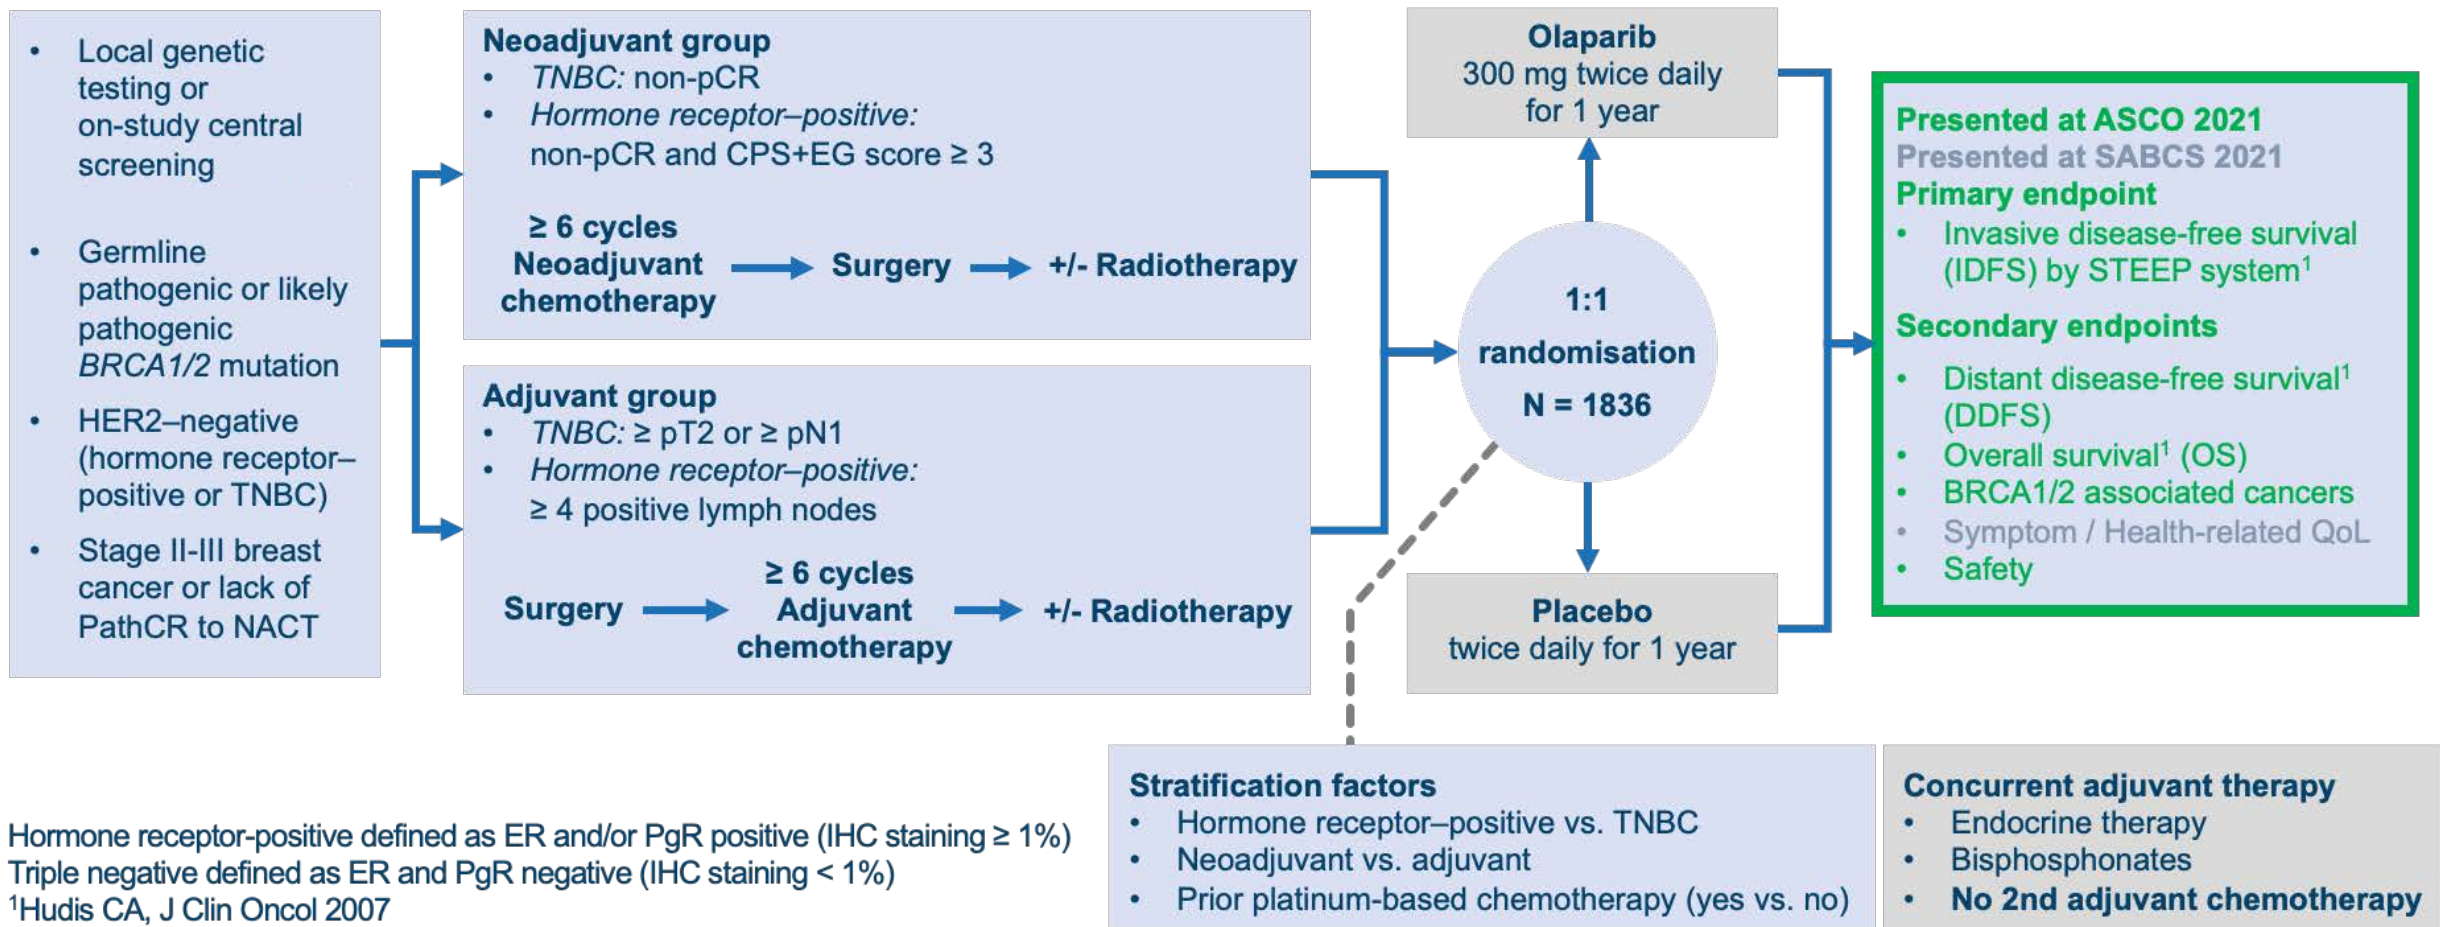 • Local genetic
testing or
on-study central
screening
• Germline
pathogenic or likely
pathogenic
BRCA1/2 mutation
• HER2–negative
(hormone receptor–
positive or TNBC)
• Stage II-III breast
cancer or lack of
PathCR to NACT
Neoadjuvant group
• TNBC: non-pCR
• Hormone receptor–positive:
non-pCR and CPS+EG score ≥ 3
≥ 6 cycles
Neoadjuvant
chemotherapy
Surgery
+/- Radiotherapy
Adjuvant group
• TNBC: ≥ pT2 or ≥ pN1
• Hormone receptor–positive:
≥ 4 positive lymph nodes
Surgery
≥ 6 cycles
Adjuvant
chemotherapy
+/- Radiotherapy
1:1
randomisation
N = 1836
Olaparib
300 mg twice daily
for 1 year
Placebo
twice daily for 1 year
Presented at ASCO 2021
Presented at SABCS 2021
Primary endpoint
• Invasive disease-free survival
(IDFS) by STEEP system¹
Secondary endpoints
• Distant disease-free survival¹
(DDFS)
• Overall survival¹ (OS)
• BRCA1/2 associated cancers
• Symptom / Health-related QoL
• Safety
Stratification factors
• Hormone receptor–positive vs. TNBC
• Neoadjuvant vs. adjuvant
• Prior platinum-based chemotherapy (yes vs. no)
Concurrent adjuvant therapy
• Endocrine therapy
• Bisphosphonates
• No 2nd adjuvant chemotherapy
Hormone receptor-positive defined as ER and/or PgR positive (IHC staining ≥ 1%)
Triple negative defined as ER and PgR negative (IHC staining < 1%)
¹Hudis CA, J Clin Oncol 2007